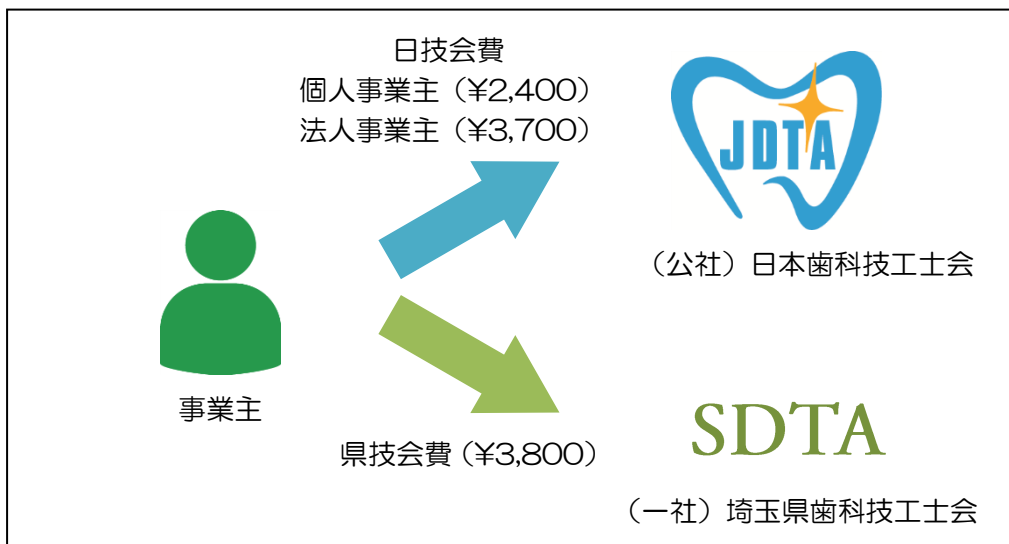 日技会費
個人事業主（¥2,400）
法人事業主（¥3,700）
JDTA
（公社）日本歯科技工士会
事業主
県技会費（¥3,800）
SDTA
（一社）埼玉県歯科技工士会